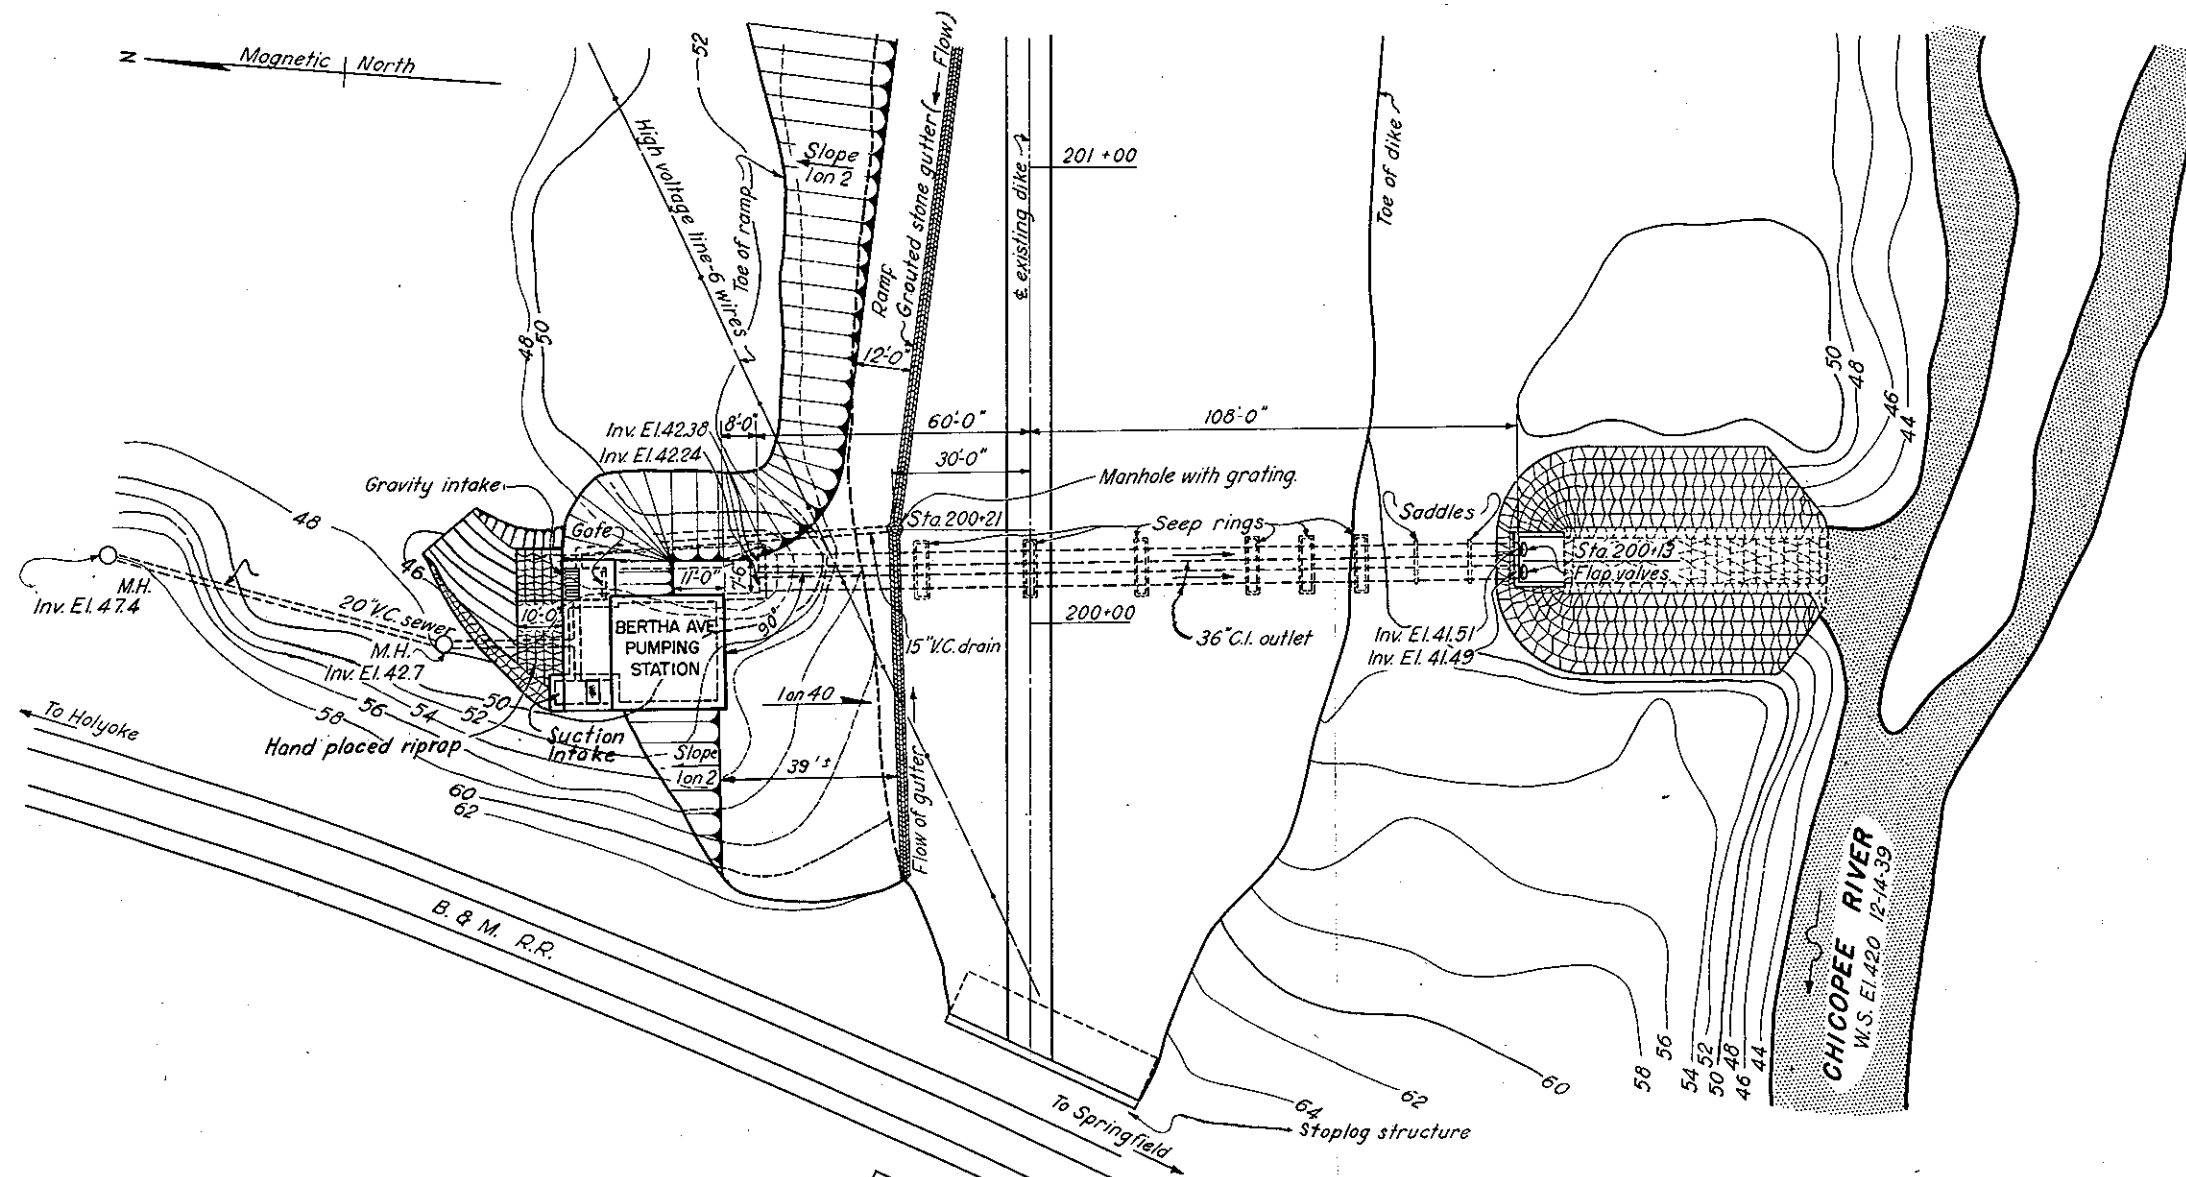 N
Magnetic North
52
Slope
1 on 2
High voltage line-6 wires
Toe of ramp
Ramp
Grouted stone gutter (← Flow)
12'-0"
℄ existing dike
201 +00
Toe of dike
48
50
50
48
46
44
Inv. El. 42.38
Inv. El. 42.24
8'-0"
60'-0"
108'-0"
30'-0"
Manhole with grating.
Gravity intake
Gate
Sta. 200+21
Seep rings
Saddles
48
46
M.H.
Inv. El. 47.4
20" V.C. sewer
M.H.
Inv. El. 42.7
10'-0"
11'-0"
7'-6"
90°
BERTHA AVE
PUMPING
STATION
15" V.C. drain
200+00
36" C.I. outlet
Sta. 200+13
Flap valves
Inv. El. 41.51
Inv. El. 41.49
1 on 40
50
52
54
56
58
60
62
Hand placed riprap
Suction
Intake
Slope
1 on 2
39'±
Flow of gutter
To Holyoke
B. & M. R.R.
To Springfield
Stoplog structure
64
62
60
58
56
54
52
50
48
46
44
CHICOPEE RIVER
W.S. El. 42.0 12-14-39